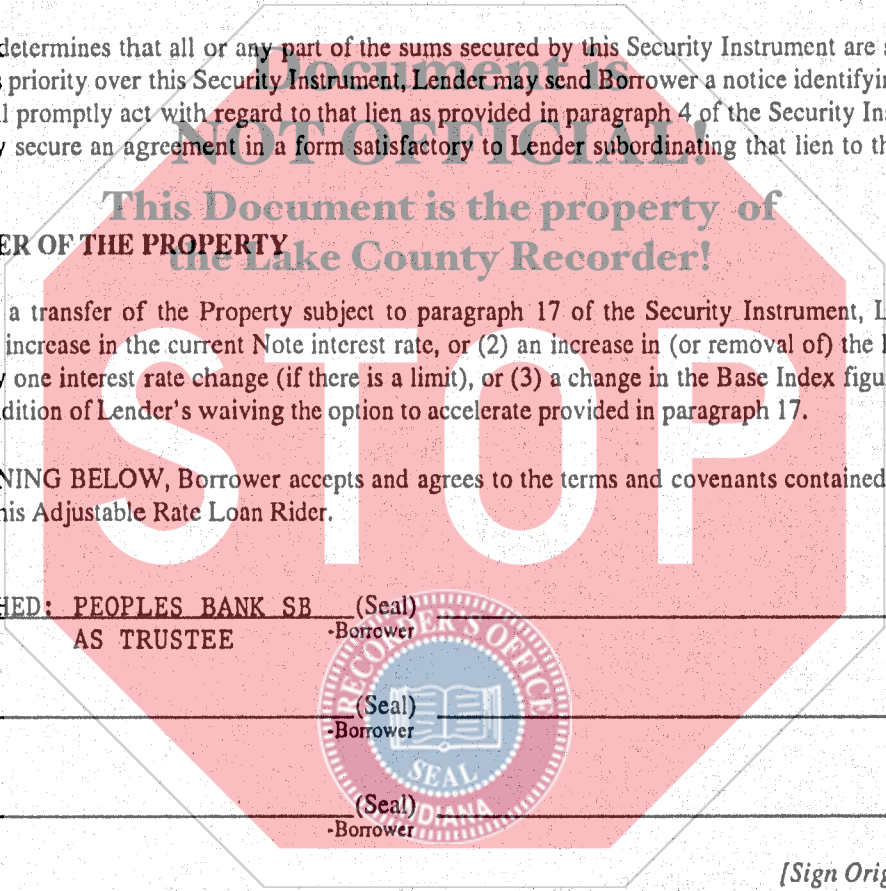 determines that all or any part of the sums secured by this Security Instrument are
priority over this Security Instrument, Lender may send Borrower a notice identifyin
promptly act with regard to that lien as provided in paragraph 4 of the Security Ins
secure an agreement in a form satisfactory to Lender subordinating that lien to th
Document is
NOT OFFICIAL!
This Document is the property of
the Lake County Recorder!
ER OF THE PROPERTY
a transfer of the Property subject to paragraph 17 of the Security Instrument, L
increase in the current Note interest rate, or (2) an increase in (or removal of) the
one interest rate change (if there is a limit), or (3) a change in the Base Index figu
dition of Lender's waiving the option to accelerate provided in paragraph 17.
STOP
NING BELOW, Borrower accepts and agrees to the terms and covenants contained
his Adjustable Rate Loan Rider.
HED: PEOPLES BANK SB (Seal)
AS TRUSTEE -Borrower
(Seal)
-Borrower
(Seal)
-Borrower
RECORDER'S OFFICE
SEAL
INDIANA
[Sign Orig